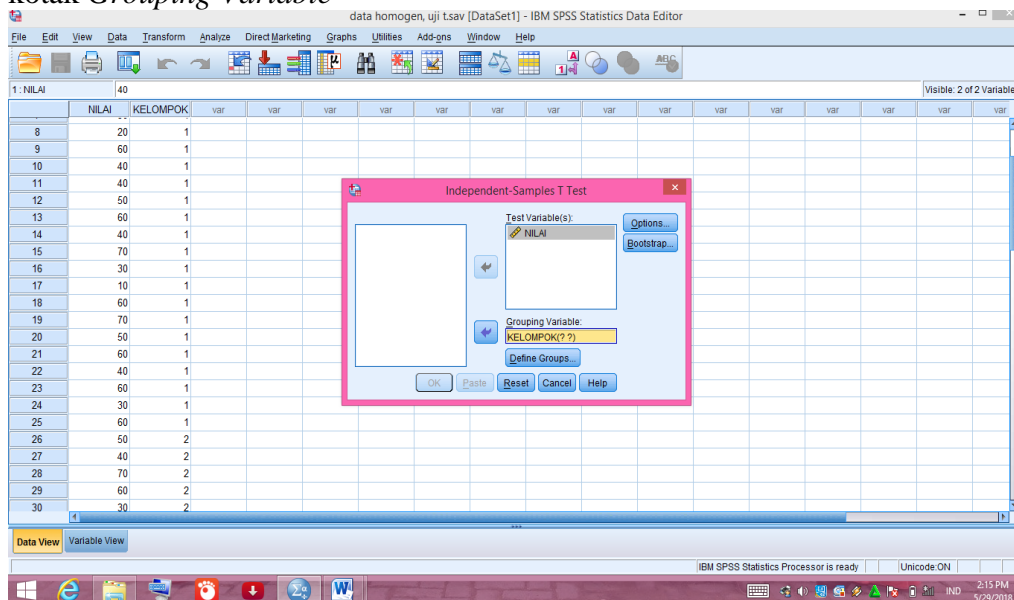 kotak Grouping Variable
data homogen, uji t.sav [DataSet1] - IBM SPSS Statistics Data Editor
File Edit View Data Transform Analyze Direct Marketing Graphs Utilities Add-ons Window Help
1 : NILAI 40 Visible: 2 of 2 Variable
NILAI KELOMPOK var var var var var var var var var var var var var var var
8 20 1
9 60 1
10 40 1
11 40 1
12 50 1
13 60 1
14 40 1
15 70 1
16 30 1
17 10 1
18 60 1
19 70 1
20 50 1
21 60 1
22 40 1
23 60 1
24 30 1
25 60 1
26 50 2
27 40 2
28 70 2
29 60 2
30 30 2
Independent-Samples T Test
Test Variable(s):
NILAI
Options...
Bootstrap...
Grouping Variable:
KELOMPOK(? ?)
Define Groups...
OK Paste Reset Cancel Help
Data View Variable View
IBM SPSS Statistics Processor is ready Unicode:ON
IND 2:15 PM
5/29/2018